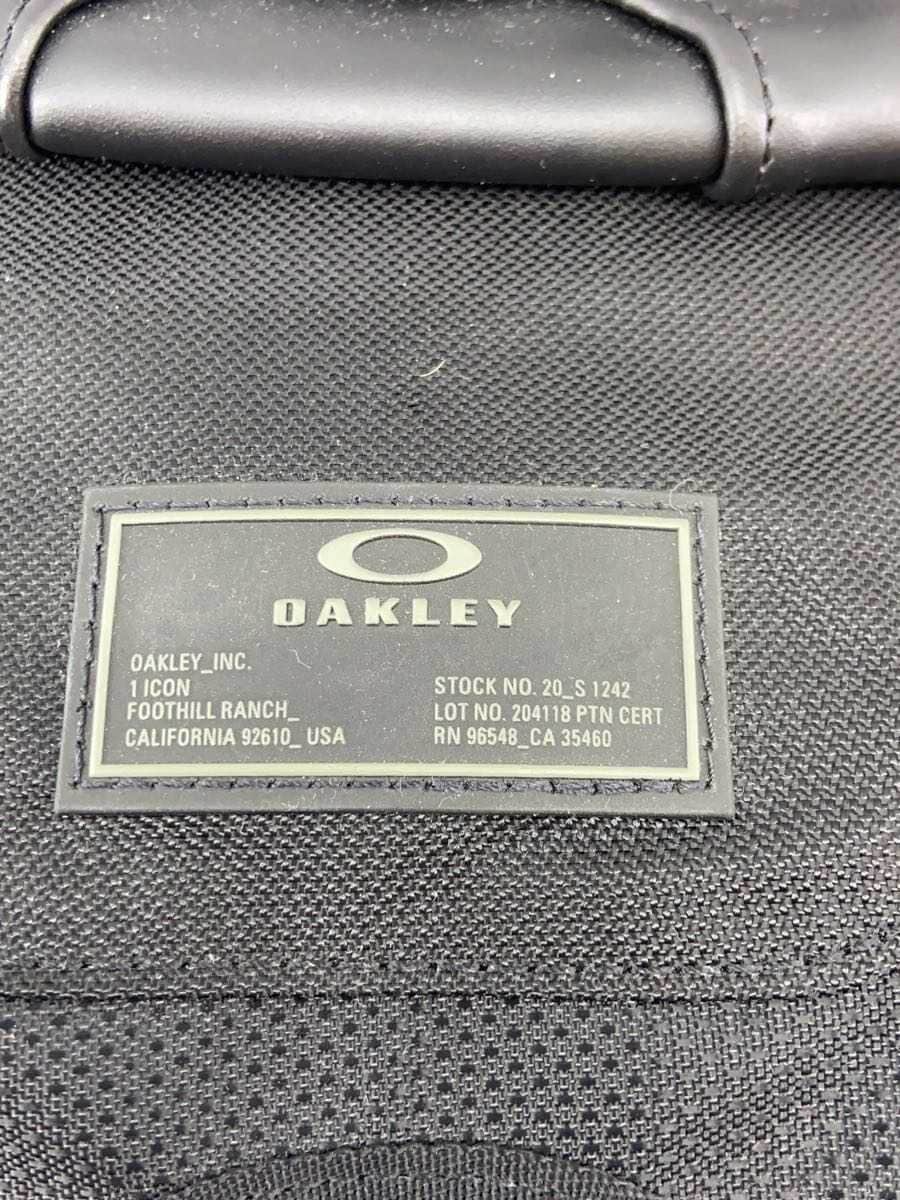 OAKLEY
OAKLEY_INC.
1 ICON
FOOTHILL RANCH_
CALIFORNIA 92610_ USA
STOCK NO. 20_S 1242
LOT NO. 204118 PTN CERT
RN 96548_CA 35460